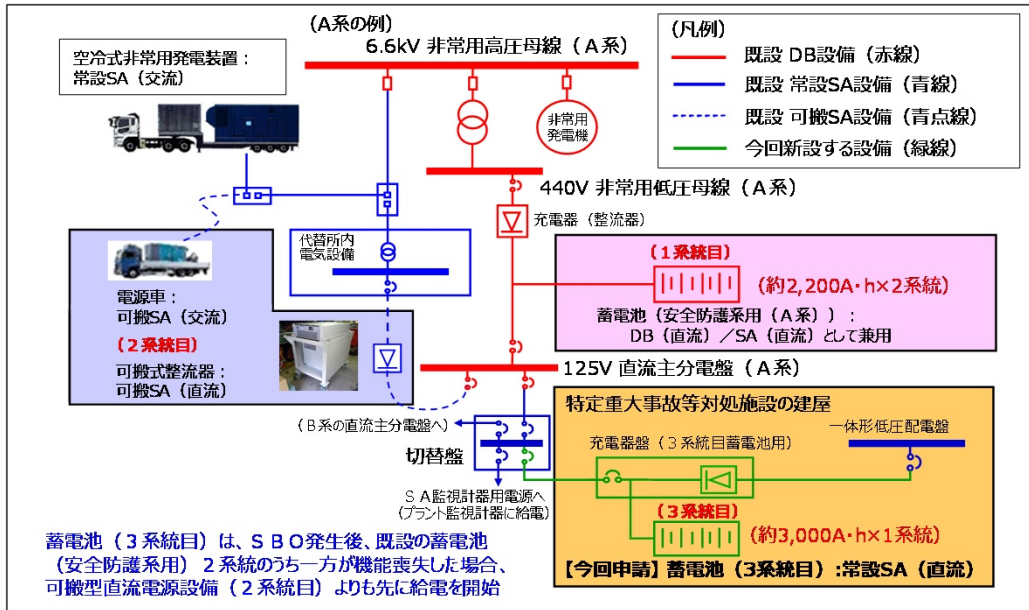 (A系の例)
6.6kV 非常用高圧母線（A系）
空冷式非常用発電装置：
常設SA（交流）
(凡例)
既設 DB設備（赤線）
既設 常設SA設備（青線）
既設 可搬SA設備（青点線）
今回新設する設備（緑線）
非常用
発電機
440V 非常用低圧母線（A系）
充電器（整流器）
代替所内
電気設備
電源車：
可搬SA（交流）
（２系統目）
可搬式整流器：
可搬SA（直流）
（１系統目）
(約2,200A･h×2系統)
蓄電池（安全防護系用（A系））：
DB（直流）／SA（直流）として兼用
125V 直流主分電盤（A系）
（Ｂ系の直流主分電盤へ）
切替盤
ＳＡ監視計器用電源へ
（プラント監視計器に給電）
特定重大事故等対処施設の建屋
一体形低圧配電盤
充電器盤（３系統目蓄電池用）
（３系統目）
(約3,000A･h×1系統)
【今回申請】蓄電池（3系統目）:常設SA（直流）
蓄電池（３系統目）は、ＳＢＯ発生後、既設の蓄電池
（安全防護系用）２系統のうち一方が機能喪失した場合、
可搬型直流電源設備（２系統目）よりも先に給電を開始